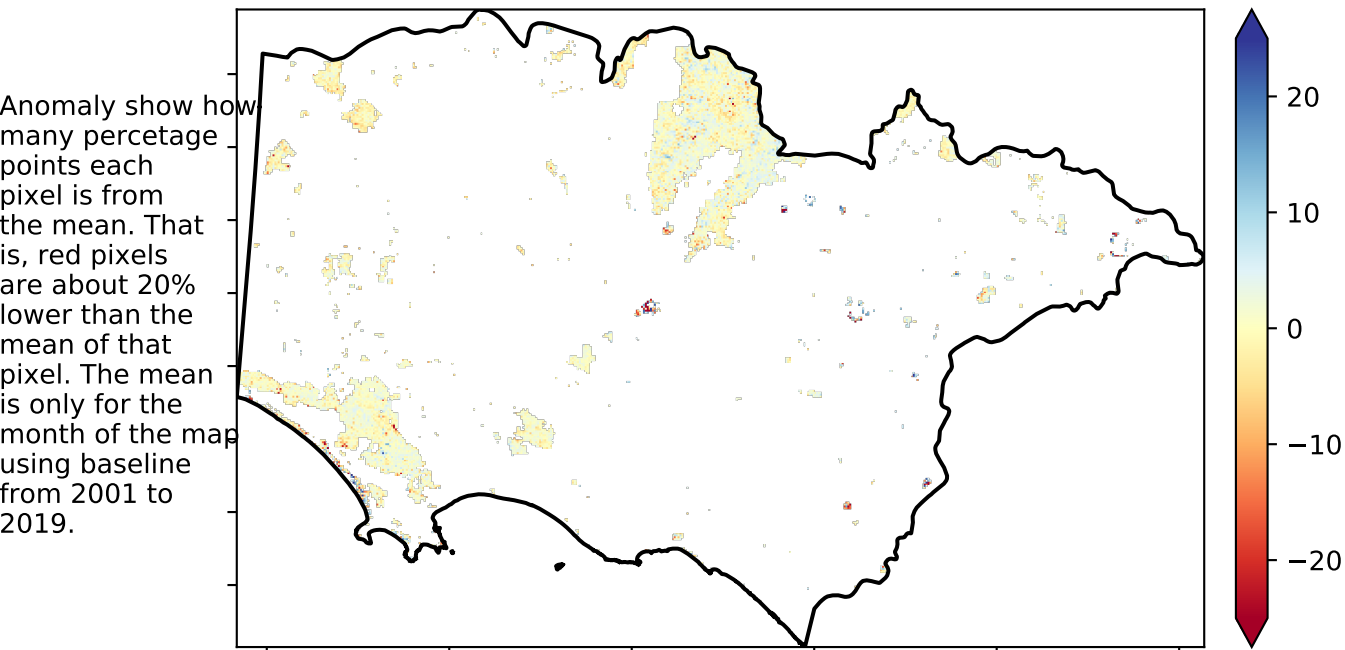 Anomaly show how
many percetage
points each
pixel is from
the mean. That
is, red pixels
are about 20%
lower than the
mean of that
pixel. The mean
is only for the
month of the map
using baseline
from 2001 to
2019.
20
10
0
−10
−20